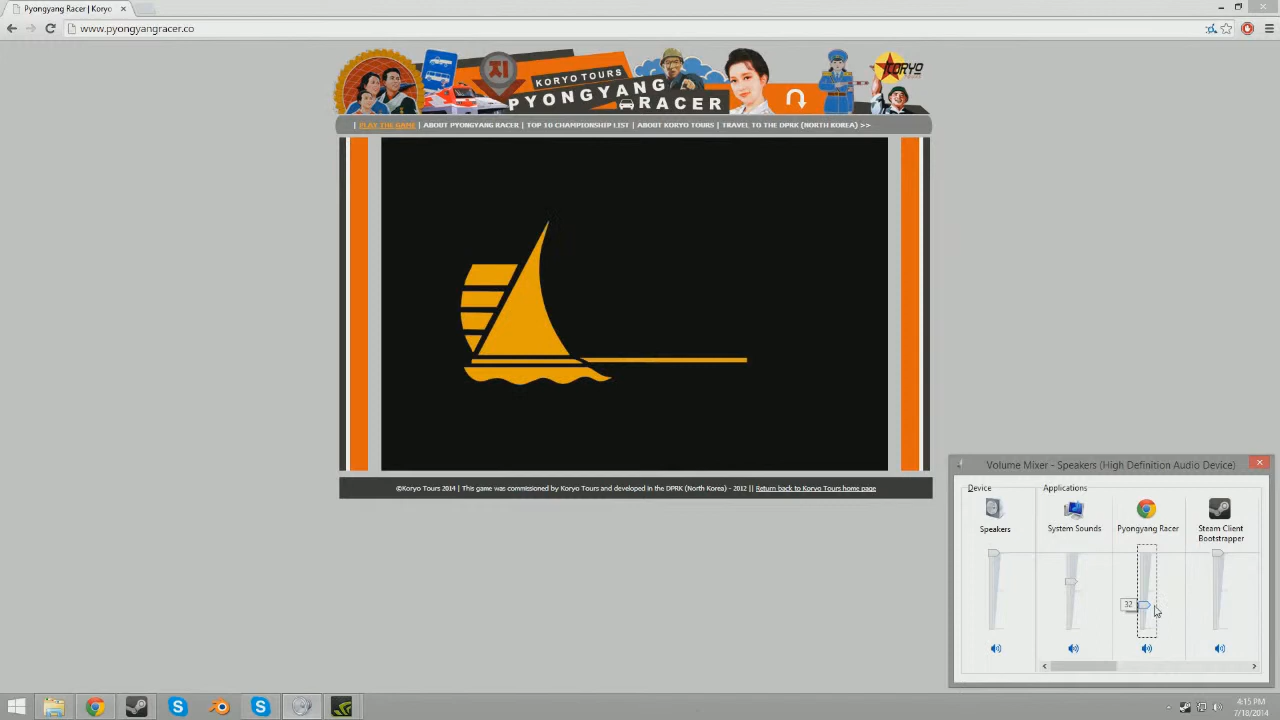 Pyongyang Racer | Koryo
www.pyongyangracer.co
지
KORYO TOURS
PYONGYANG
RACER
KORYO
TOURS
| PLAY THE GAME | ABOUT PYONGYANG RACER | TOP 10 CHAMPIONSHIP LIST | ABOUT KORYO TOURS | TRAVEL TO THE DPRK (NORTH KOREA) >>
©Koryo Tours 2014 | This game was commissioned by Koryo Tours and developed in the DPRK (North Korea) - 2012 || Return back to Koryo Tours home page
Volume Mixer - Speakers (High Definition Audio Device)
Device
Applications
Speakers
System Sounds
Pyongyang Racer
Steam Client
Bootstrapper
32
4:15 PM
7/18/2014